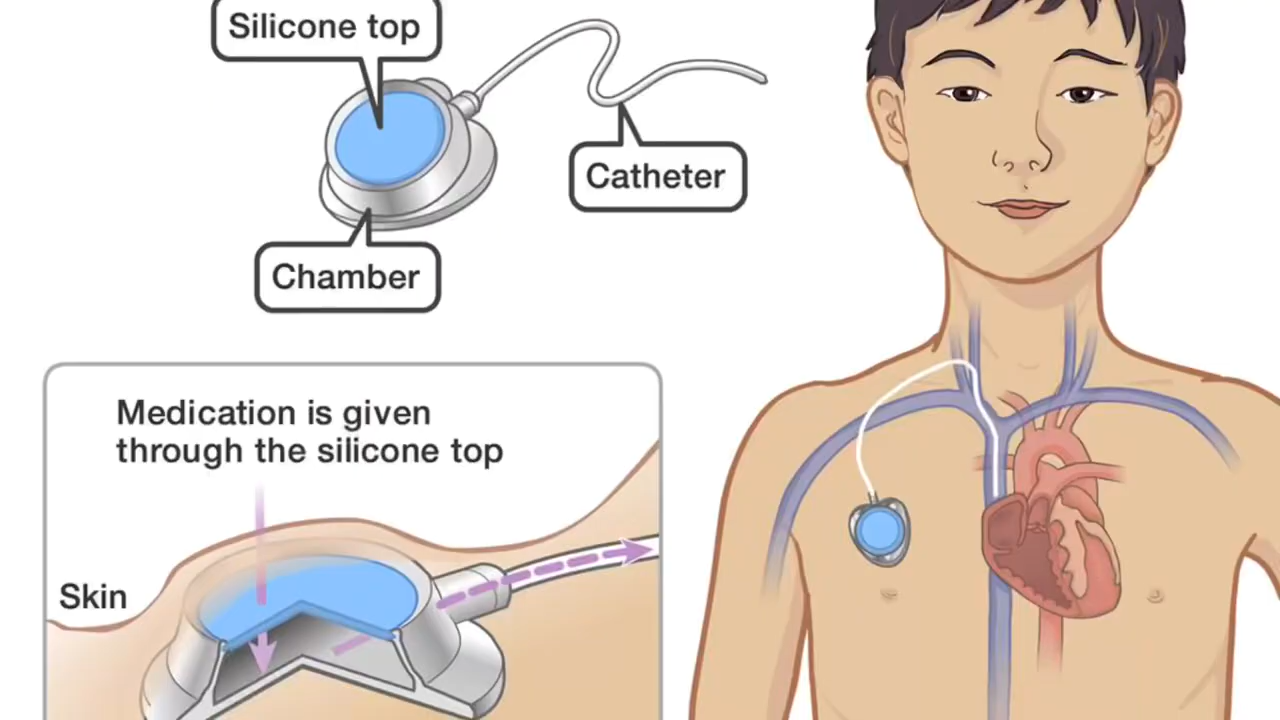 Silicone top
Catheter
Chamber
Medication is given
through the silicone top
Skin